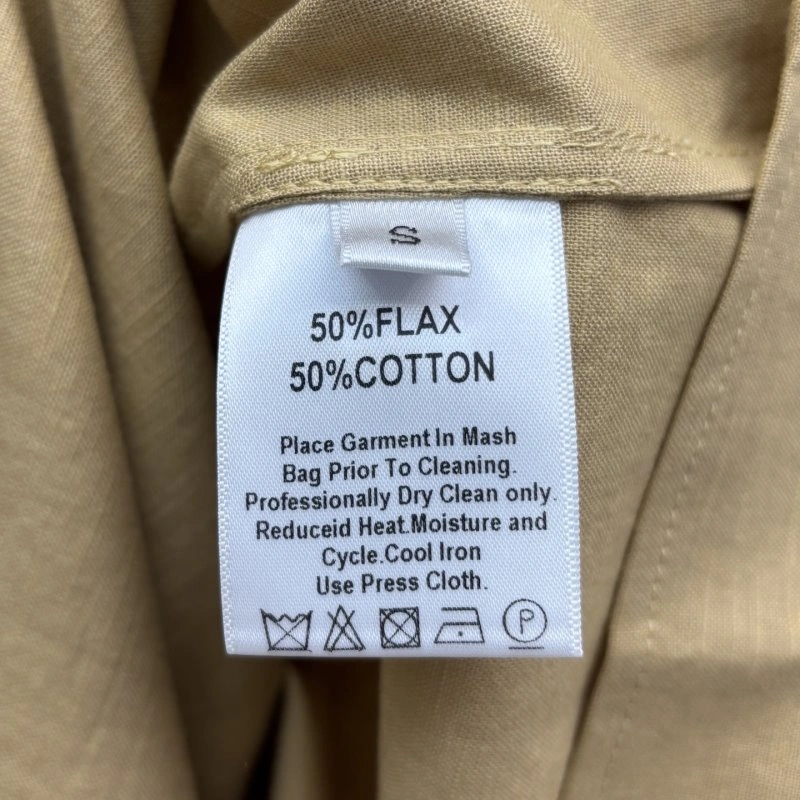 S
50%FLAX
50%COTTON
Place Garment In Mash
Bag Prior To Cleaning.
Professionally Dry Clean only.
Reduceid Heat.Moisture and
Cycle.Cool Iron
Use Press Cloth.
P